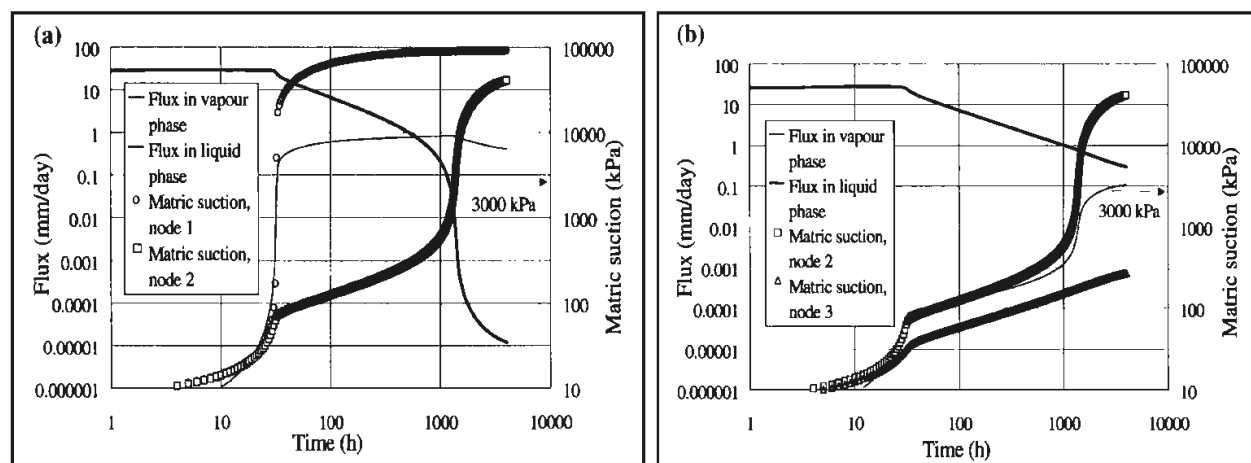 (a)
100
10
1
0.1
0.01
0.001
0.0001
0.00001
0.000001
Flux (mm/day)
Flux in vapour
phase
Flux in liquid
phase
Matric suction,
node 1
Matric suction,
node 2
3000 kPa
100000
10000
1000
100
10
Matric suction (kPa)
1
10
100
1000
10000
Time (h)
(b)
100
10
1
0.1
0.01
0.001
0.0001
0.00001
0.000001
Flux (mm/day)
Flux in vapour
phase
Flux in liquid
phase
Matric suction,
node 2
Matric suction,
node 3
3000 kPa
100000
10000
1000
100
10
Matric suction (kPa)
1
10
100
1000
10000
Time (h)